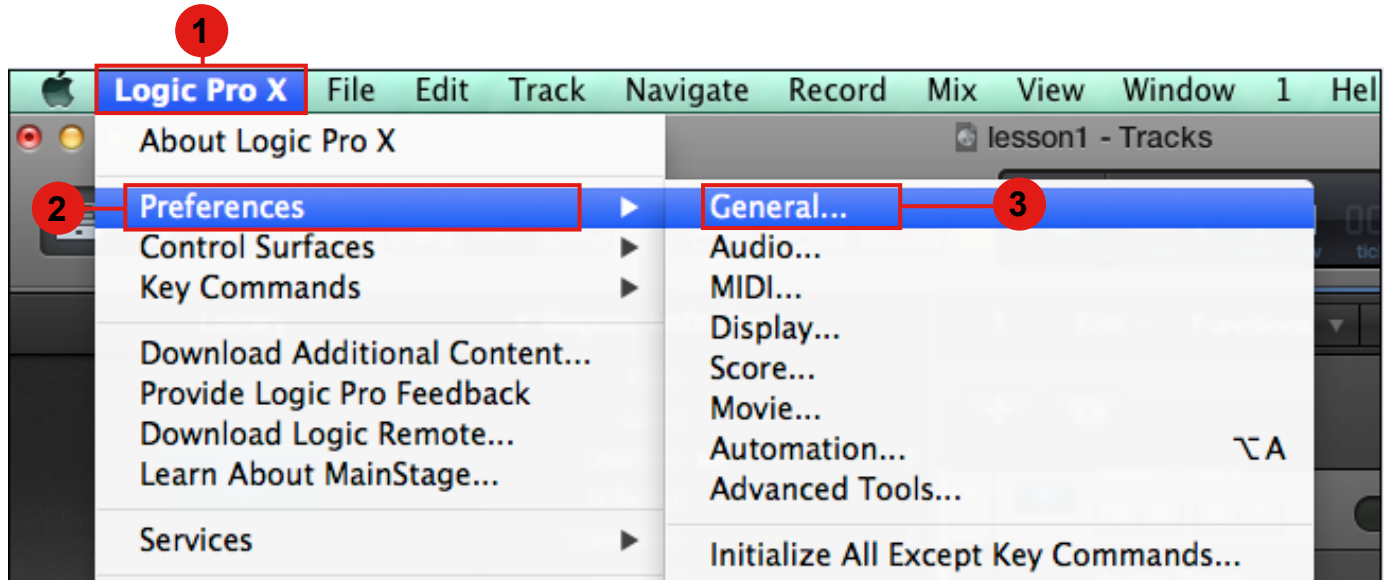 1
Logic Pro X File Edit Track Navigate Record Mix View Window 1 Hel
About Logic Pro X
lesson1 - Tracks
2
Preferences
Control Surfaces
Key Commands
Download Additional Content...
Provide Logic Pro Feedback
Download Logic Remote...
Learn About MainStage...
Services
General...
3
Audio...
MIDI...
Display...
Score...
Movie...
Automation... ⌥A
Advanced Tools...
Initialize All Except Key Commands...